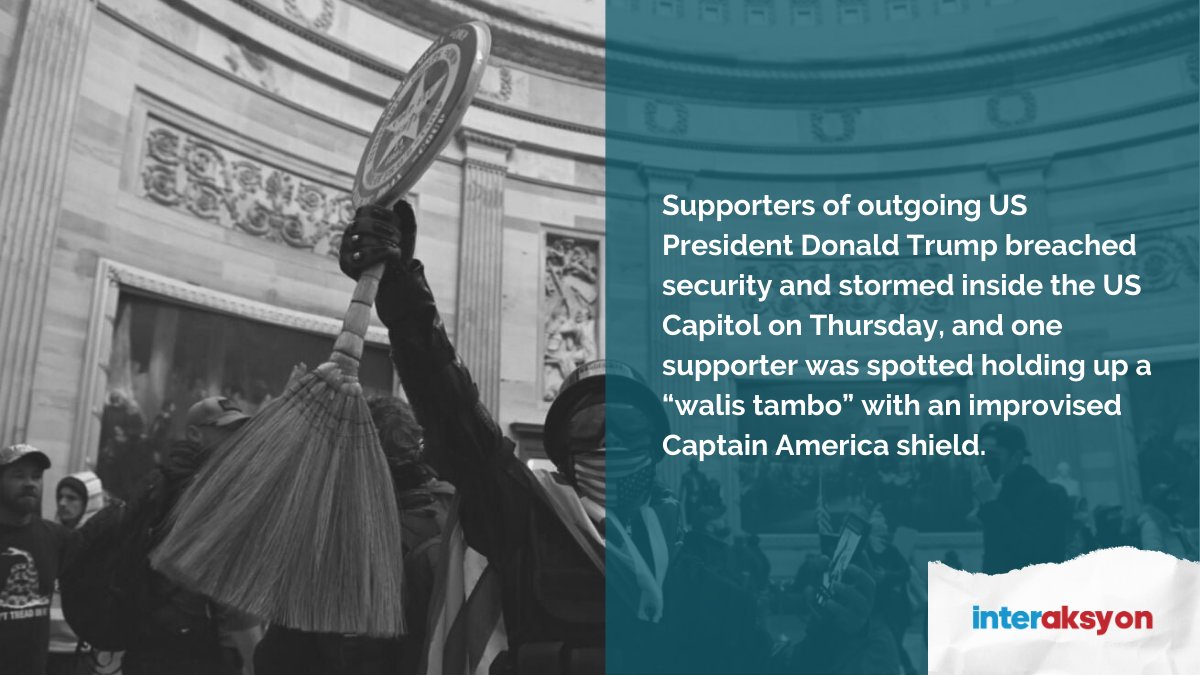 Supporters of outgoing US
President Donald Trump breached
security and stormed inside the US
Capitol on Thursday, and one
supporter was spotted holding up a
“walis tambo” with an improvised
Captain America shield.
interaksyon